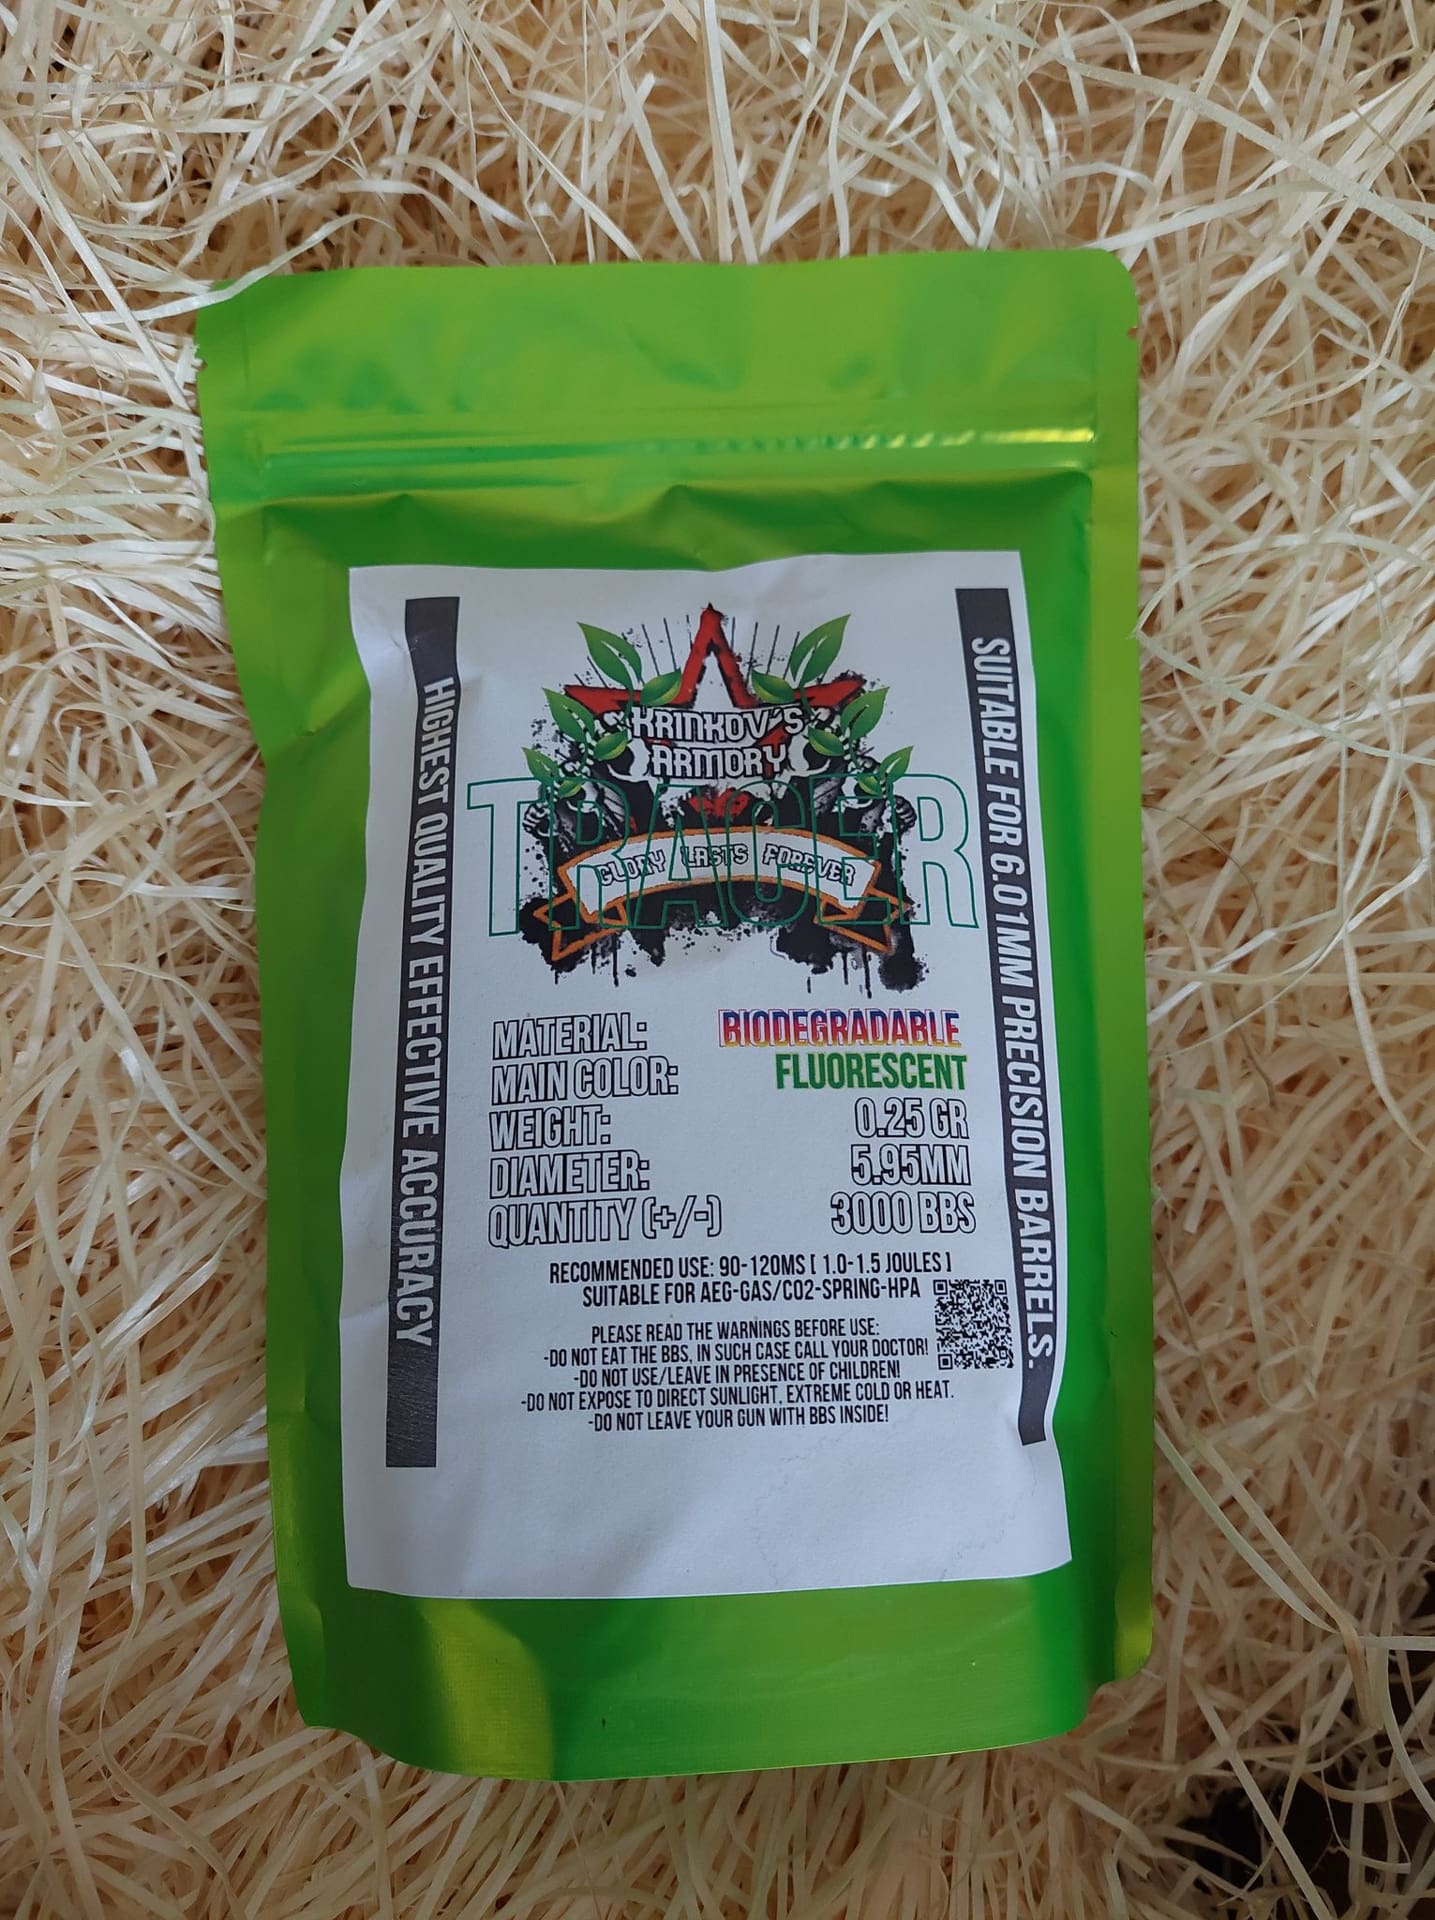 KRINKOV'S
ARMORY
TRACER
GLORY LASTS FOREVER
HIGHEST QUALITY EFFECTIVE ACCURACY
SUITABLE FOR 6.01MM PRECISION BARRELS.
MATERIAL: BIODEGRADABLE
MAIN COLOR: FLUORESCENT
WEIGHT: 0.25 GR
DIAMETER: 5.95MM
QUANTITY (+/-) 3000 BBS
RECOMMENDED USE: 90-120MS [ 1.0-1.5 JOULES ]
SUITABLE FOR AEG-GAS/CO2-SPRING-HPA
PLEASE READ THE WARNINGS BEFORE USE:
-DO NOT EAT THE BBS, IN SUCH CASE CALL YOUR DOCTOR!
-DO NOT USE/LEAVE IN PRESENCE OF CHILDREN!
-DO NOT EXPOSE TO DIRECT SUNLIGHT, EXTREME COLD OR HEAT.
-DO NOT LEAVE YOUR GUN WITH BBS INSIDE!